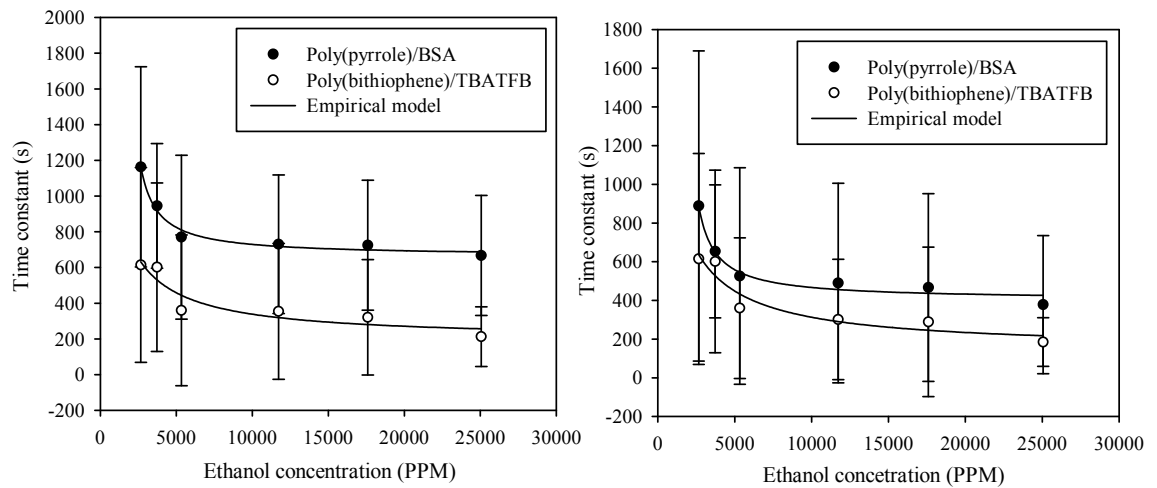 2000
1800
1600
1400
1200
1000
800
600
400
200
0
-200
Time constant (s)
Poly(pyrrole)/BSA
Poly(bithiophene)/TBATFB
Empirical model
0 5000 10000 15000 20000 25000 30000
Ethanol concentration (PPM)
1800
1600
1400
1200
1000
800
600
400
200
0
-200
Time constant (s)
Poly(pyrrole)/BSA
Poly(bithiophene)/TBATFB
Empirical model
0 5000 10000 15000 20000 25000 30000
Ethanol concetration (PPM)